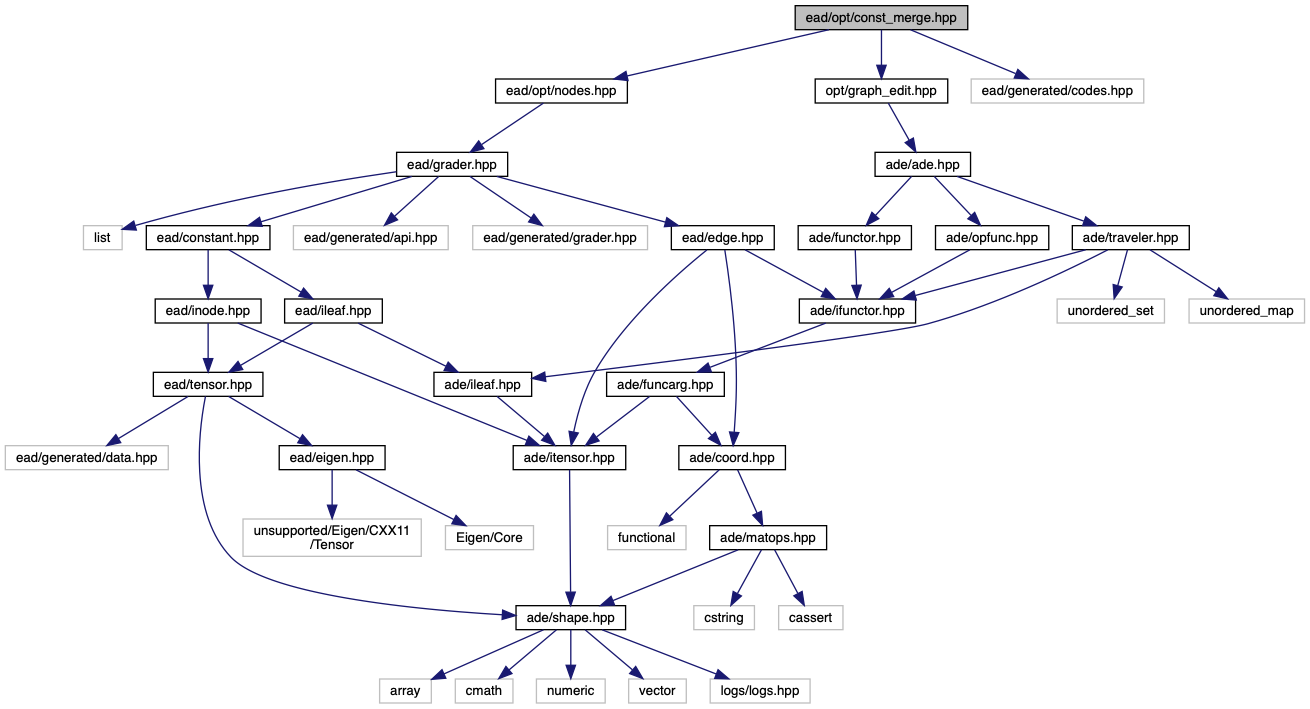 ead/opt/const_merge.hpp
ead/opt/nodes.hpp
opt/graph_edit.hpp
ead/generated/codes.hpp
ead/grader.hpp
ade/ade.hpp
list
ead/constant.hpp
ead/generated/api.hpp
ead/generated/grader.hpp
ead/edge.hpp
ade/functor.hpp
ade/opfunc.hpp
ade/traveler.hpp
ead/inode.hpp
ead/ileaf.hpp
ade/ifunctor.hpp
unordered_set
unordered_map
ead/tensor.hpp
ade/ileaf.hpp
ade/funcarg.hpp
ead/generated/data.hpp
ead/eigen.hpp
ade/itensor.hpp
ade/coord.hpp
unsupported/Eigen/CXX11
/Tensor
Eigen/Core
functional
ade/matops.hpp
ade/shape.hpp
cstring
cassert
array
cmath
numeric
vector
logs/logs.hpp